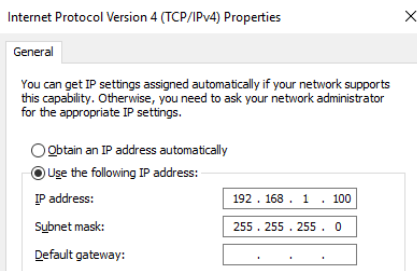 Internet Protocol Version 4 (TCP/IPv4) Properties
General
You can get IP settings assigned automatically if your network supports
this capability. Otherwise, you need to ask your network administrator
for the appropriate IP settings.
Obtain an IP address automatically
Use the following IP address:
IP address: 192 . 168 . 1 . 100
Subnet mask: 255 . 255 . 255 . 0
Default gateway: . . .